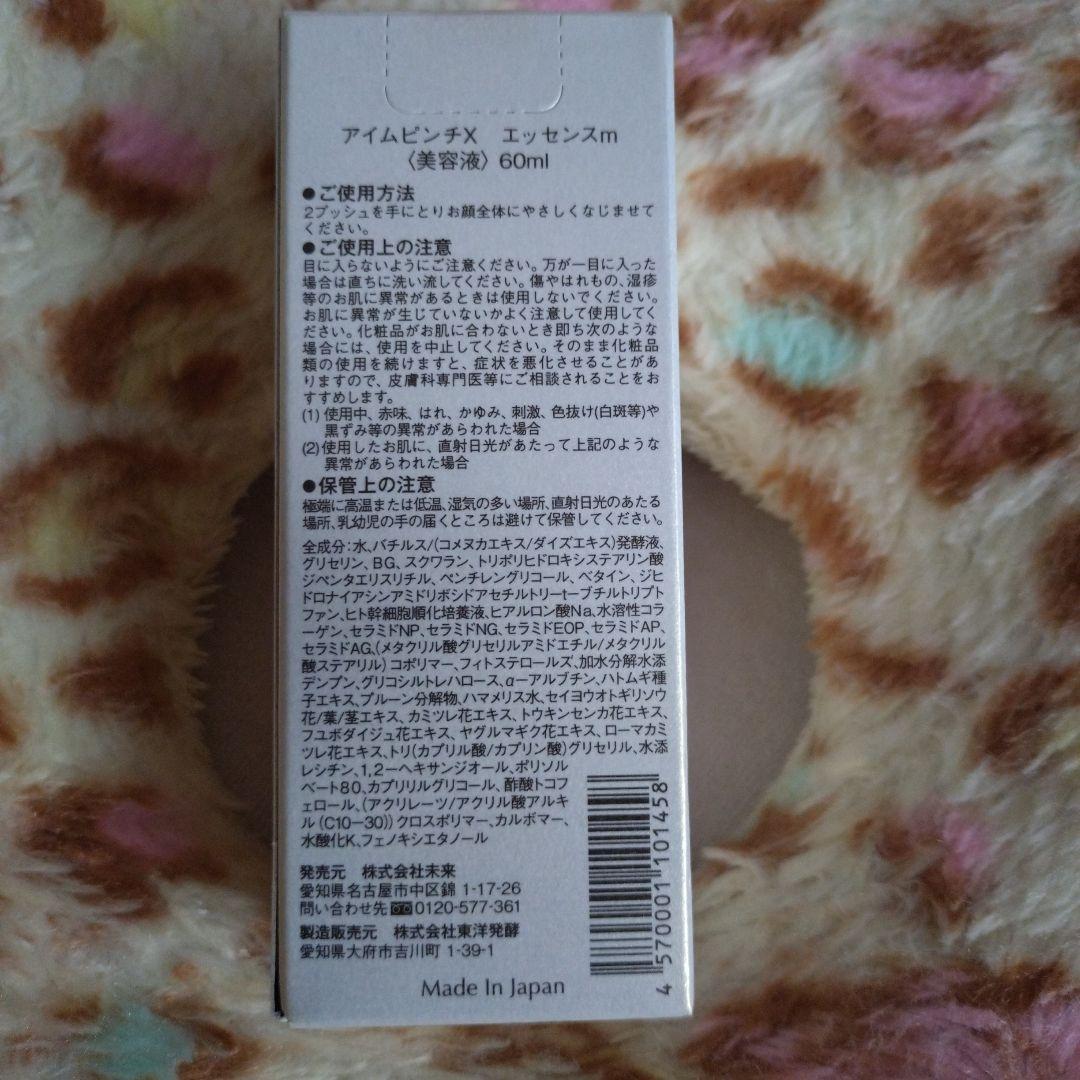 アイムピンチX　エッセンスm
〈美容液〉60ml
●ご使用方法
2プッシュを手にとりお顔全体にやさしくなじませて
ください。
●ご使用上の注意
目に入らないようにご注意ください。万が一目に入った
場合は直ちに洗い流してください。傷やはれもの、湿疹
等のお肌に異常があるときは使用しないでください。
お肌に異常が生じていないかよく注意して使用してく
ださい。化粧品がお肌に合わないとき即ち次のような
場合には、使用を中止してください。そのまま化粧品
類の使用を続けますと、症状を悪化させることがあ
りますので、皮膚科専門医等にご相談されることをお
すすめします。
(1) 使用中、赤味、はれ、かゆみ、刺激、色抜け(白斑等)や
黒ずみ等の異常があらわれた場合
(2)使用したお肌に、直射日光があたって上記のような
異常があらわれた場合
●保管上の注意
極端に高温または低温、湿気の多い場所、直射日光のあたる
場所、乳幼児の手の届くところは避けて保管してください。
全成分:水、バチルス/(コメヌカエキス/ダイズエキス)発酵液、
グリセリン、BG、スクワラン、トリポリヒドロキシステアリン酸
ジペンタエリスリチル、ペンチレングリコール、ベタイン、ジヒ
ドロナイアシンアミドリボシドアセチルトリーtーブチルトリプト
ファン、ヒト幹細胞順化培養液、ヒアルロン酸Na、水溶性コラ
ーゲン、セラミドNP、セラミドNG、セラミドEOP、セラミドAP、
セラミドAG、(メタクリル酸グリセリルアミドエチル/メタクリル
酸ステアリル)コポリマー、フィトステロールズ、加水分解水添
デンプン、グリコシルトレハロース、α-アルブチン、ハトムギ種
子エキス、プルーン分解物、ハマメリス水、セイヨウオトギリソウ
花/葉/茎エキス、カミツレ花エキス、トウキンセンカ花エキス、
フユボダイジュ花エキス、ヤグルマギク花エキス、ローマカミ
ツレ花エキス、トリ(カプリル酸/カプリン酸)グリセリル、水添
レシチン、1,2-ヘキサンジオール、ポリソル
ベート80、カプリリルグリコール、酢酸トコフ
ェロール、(アクリレーツ/アクリル酸アルキ
ル(C10-30))クロスポリマー、カルボマー、
水酸化K、フェノキシエタノール
発売元　株式会社未来
愛知県名古屋市中区錦 1-17-26
問い合わせ先 0120-577-361
製造販売元　株式会社東洋発酵
愛知県大府市吉川町 1-39-1
Made In Japan
4 570001 101458